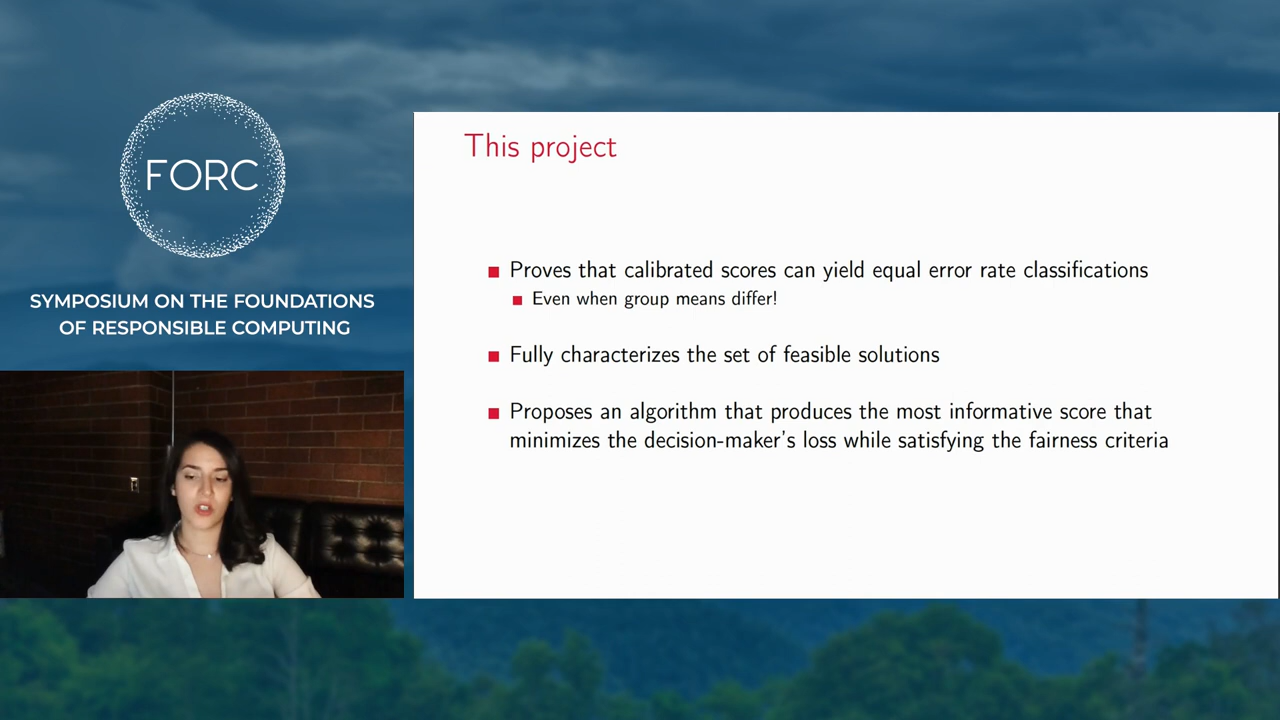 FORC
SYMPOSIUM ON THE FOUNDATIONS
OF RESPONSIBLE COMPUTING
This project
Proves that calibrated scores can yield equal error rate classifications
Even when group means differ!
Fully characterizes the set of feasible solutions
Proposes an algorithm that produces the most informative score that
minimizes the decision-maker's loss while satisfying the fairness criteria